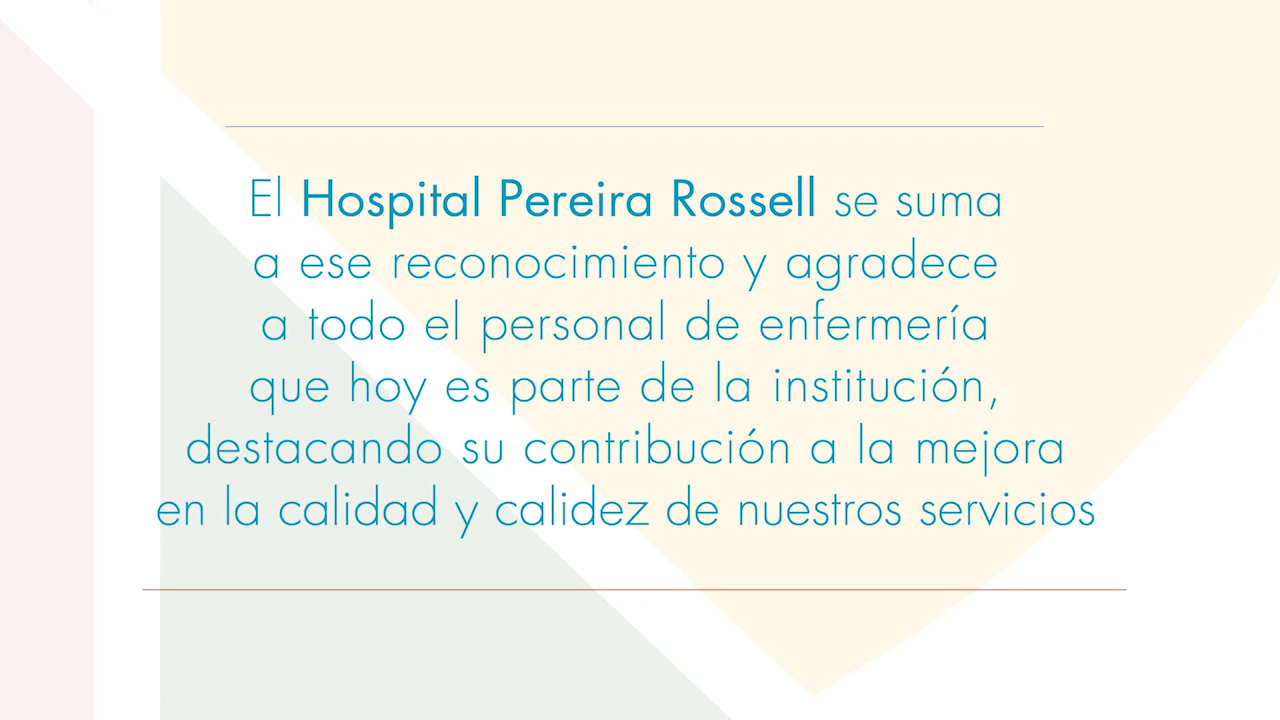 El Hospital Pereira Rossell se suma
a ese reconocimiento y agradece
a todo el personal de enfermería
que hoy es parte de la institución,
destacando su contribución a la mejora
en la calidad y calidez de nuestros servicios